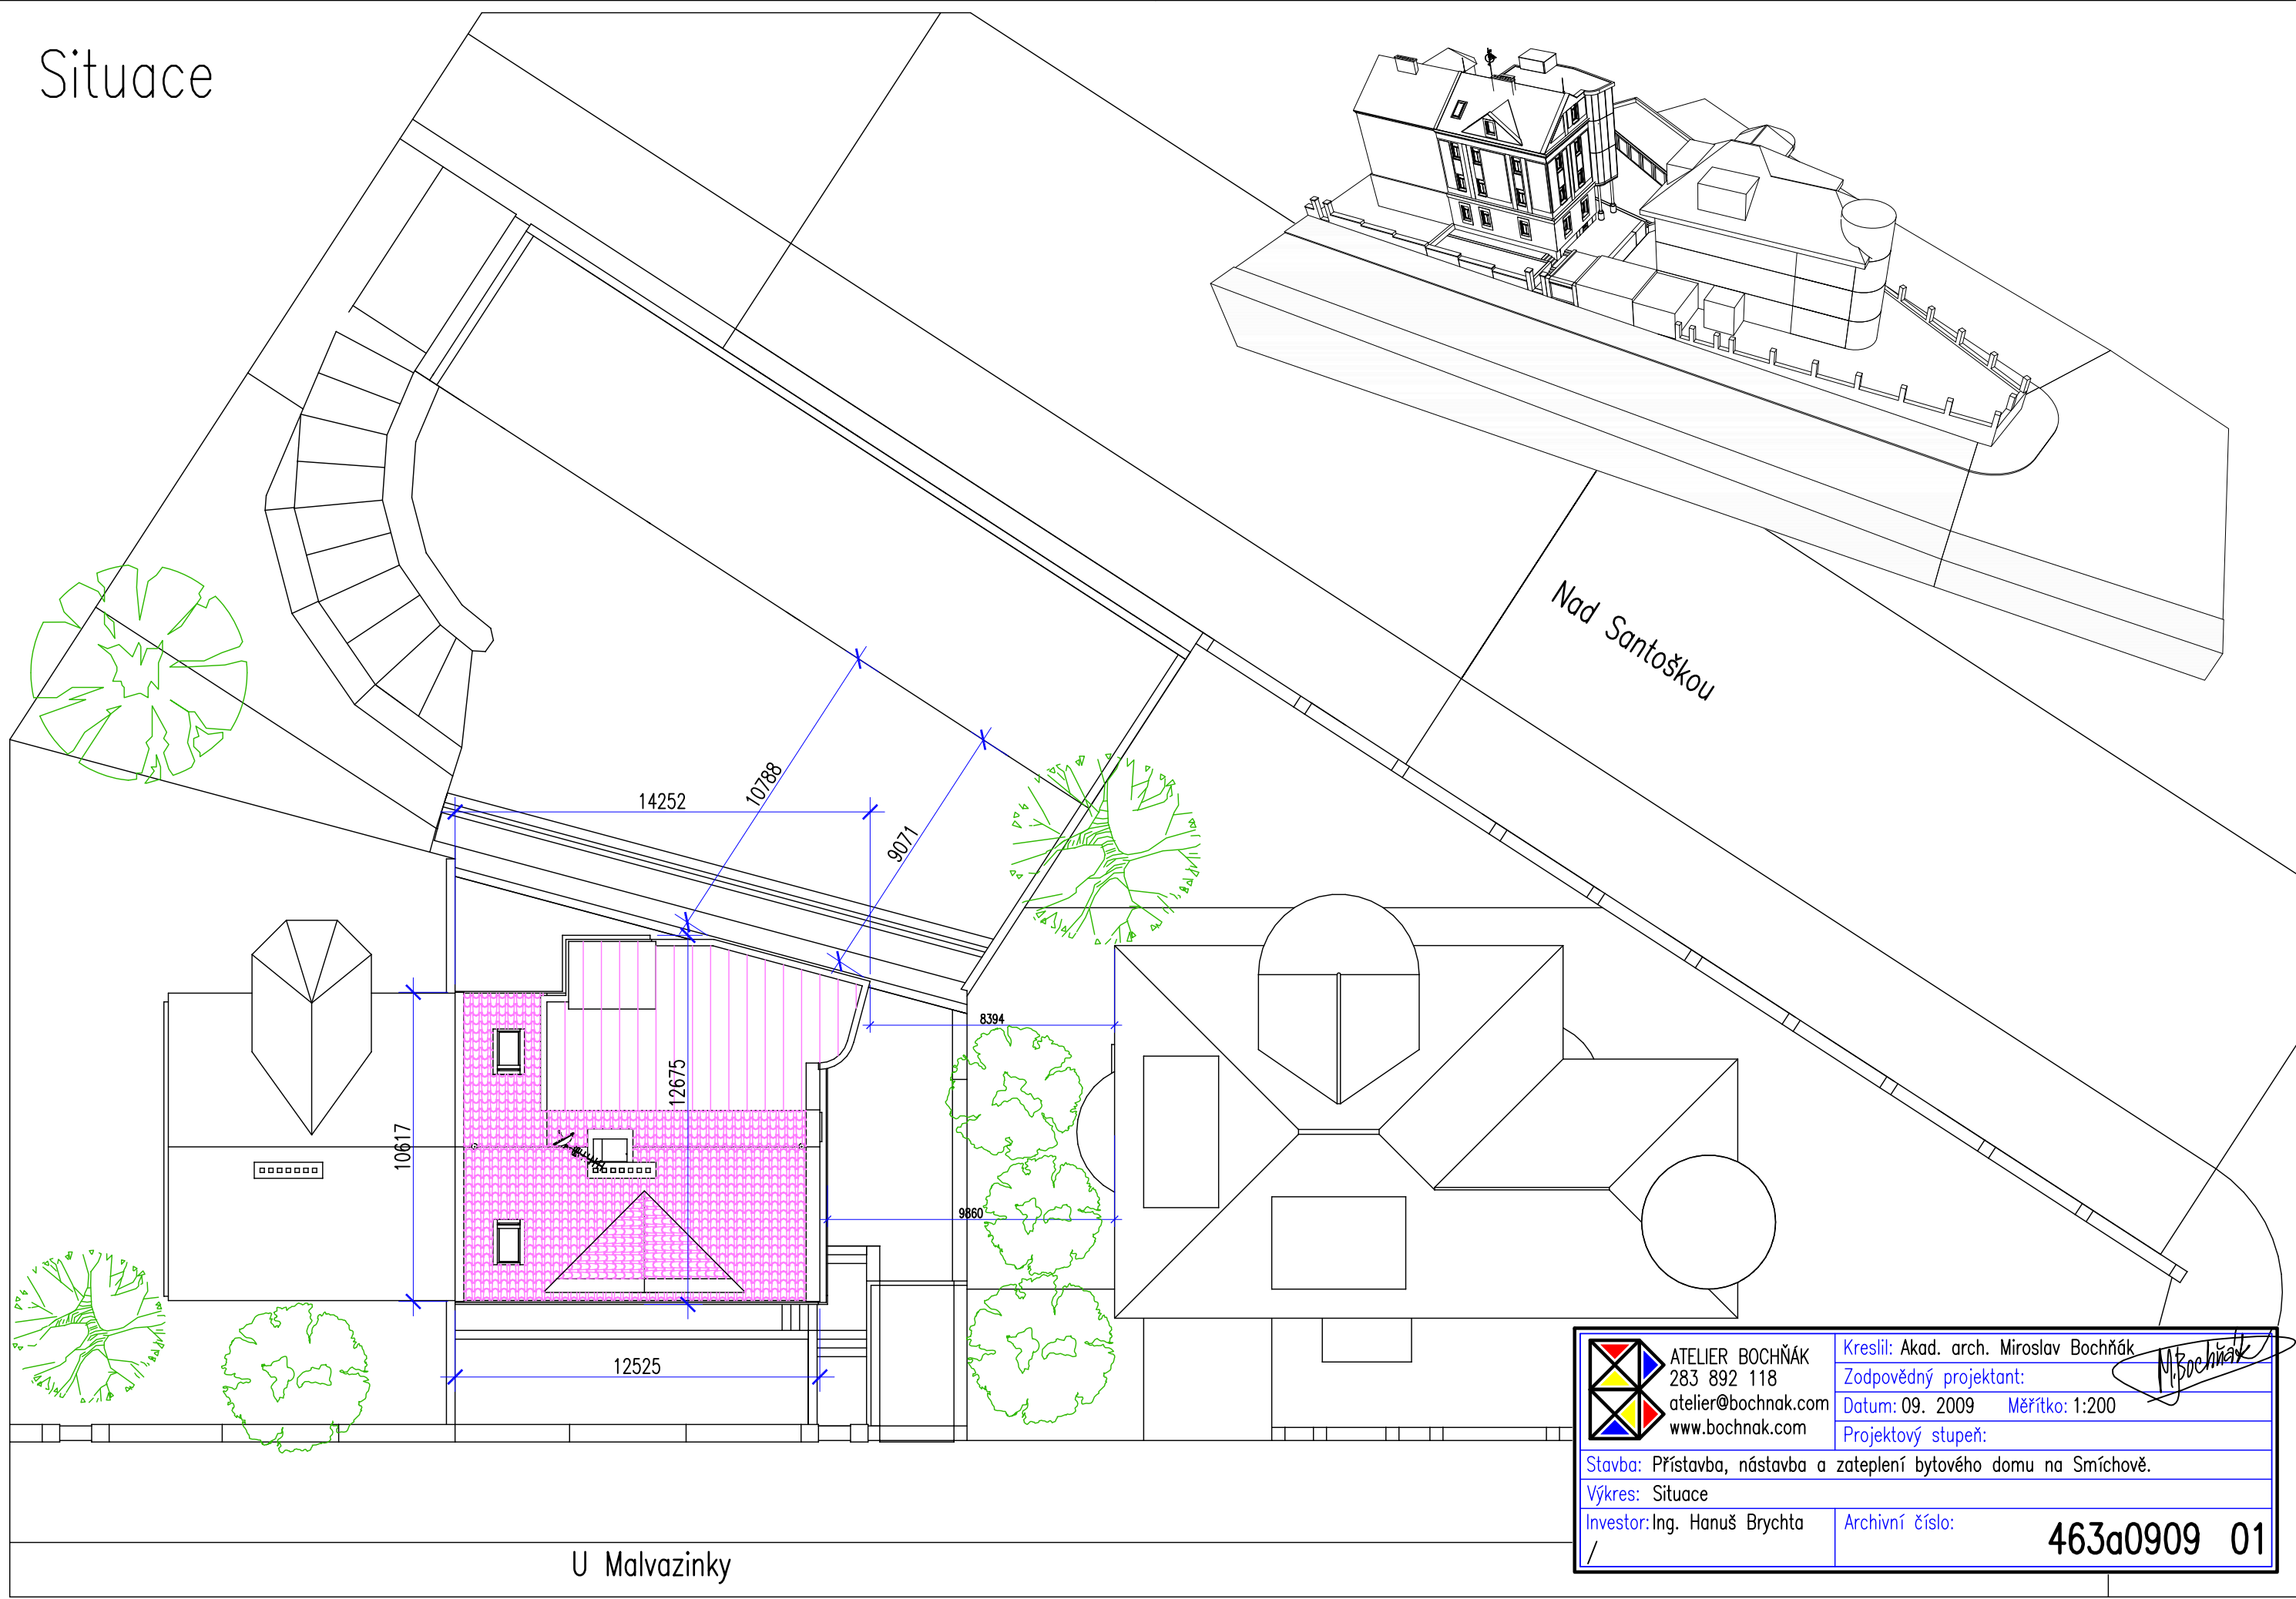 Situace
Nad Santoškou
14252
10788
9071
8394
12675
10617
9860
12525
U Malvazinky
ATELIER BOCHŇÁK
283 892 118
atelier@bochnak.com
www.bochnak.com
Kreslil: Akad. arch. Miroslav Bochňák
M.Bochňák
Zodpovědný projektant:
Datum: 09. 2009 Měřítko: 1:200
Projektový stupeň:
Stavba: Přístavba, nástavba a zateplení bytového domu na Smíchově.
Výkres: Situace
Investor: Ing. Hanuš Brychta
/
Archivní číslo:
463a0909 01